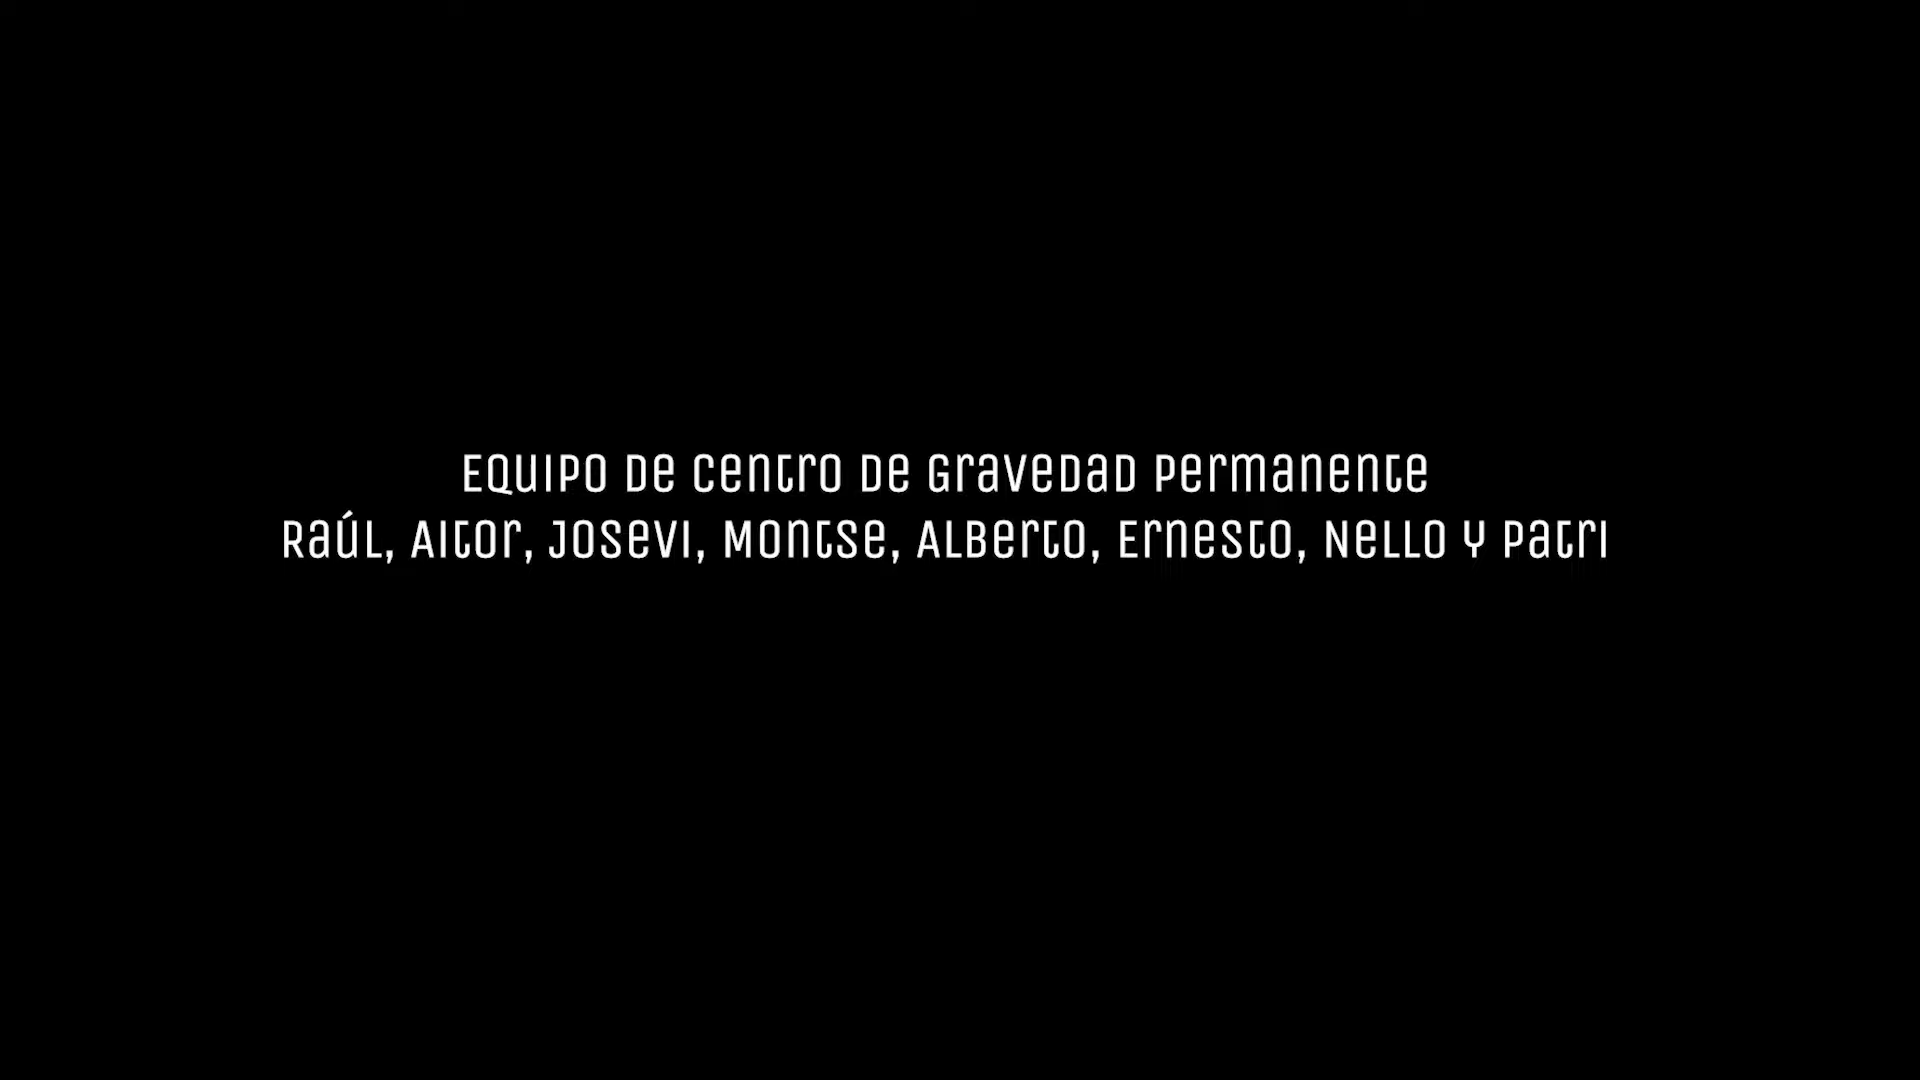 Equipo de Centro de Gravedad Permanente
Raúl, Aitor, Josevi, Montse, Alberto, Ernesto, Nello y Patri